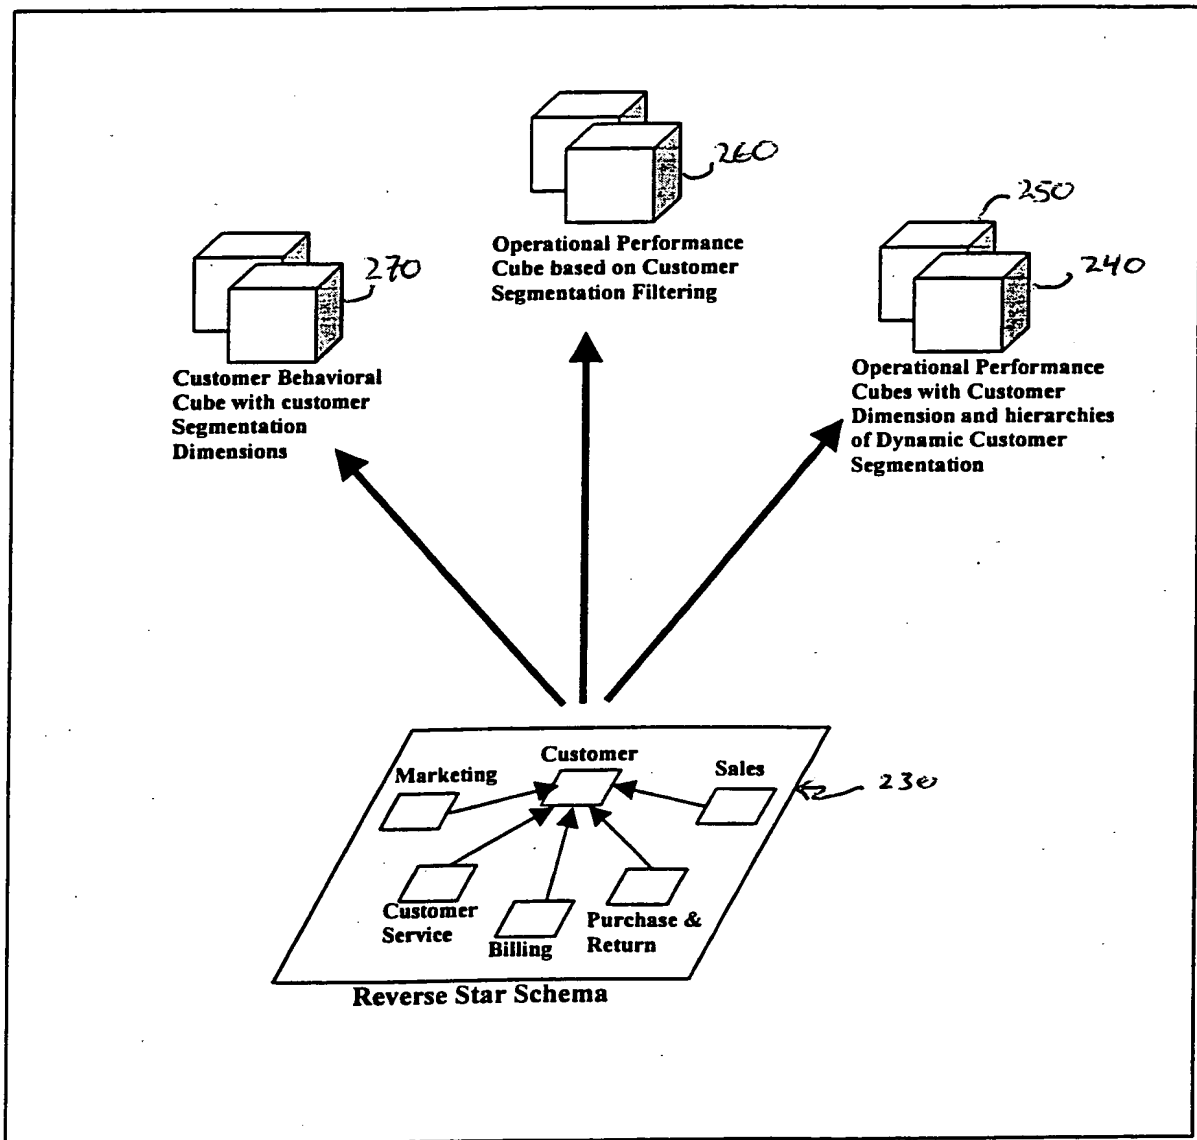 260
Operational Performance
Cube based on Customer
Segmentation Filtering
270
Customer Behavioral
Cube with customer
Segmentation
Dimensions
250
240
Operational Performance
Cubes with Customer
Dimension and hierarchies
of Dynamic Customer
Segmentation
Customer
Marketing
Sales
230
Customer
Service
Billing
Purchase &
Return
Reverse Star Schema